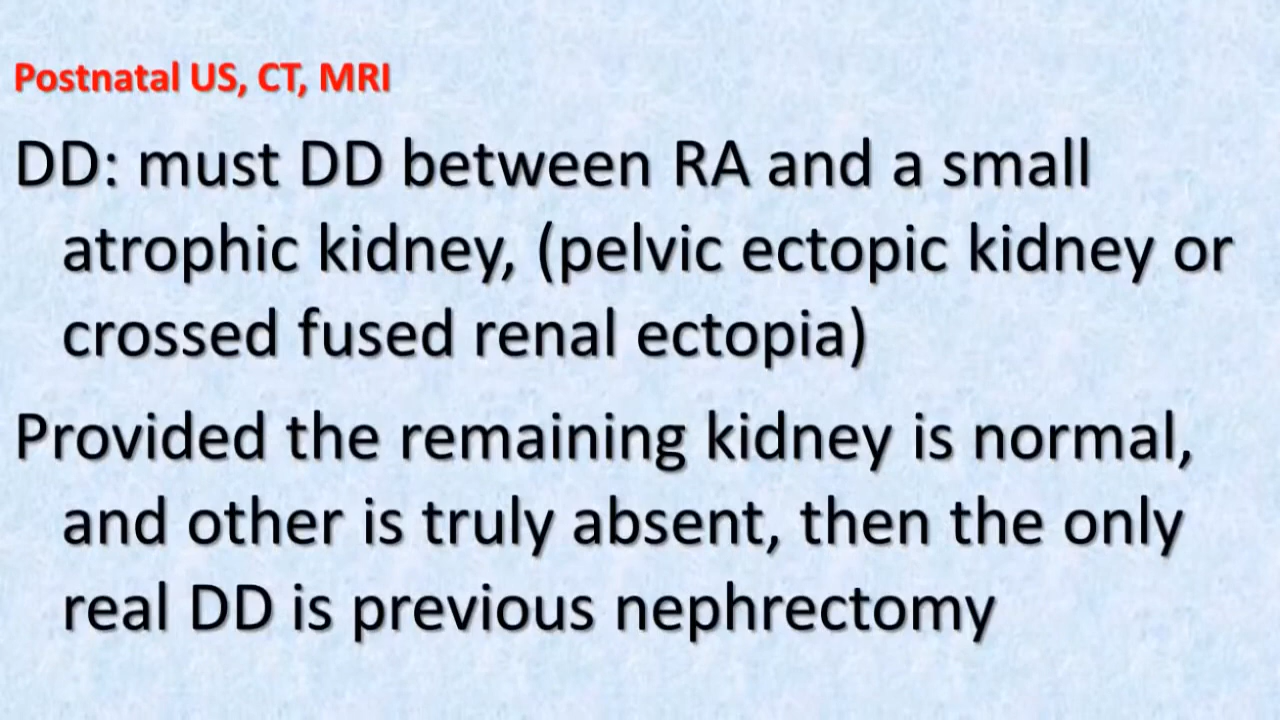 Postnatal US, CT, MRI
DD: must DD between RA and a small
atrophic kidney, (pelvic ectopic kidney or
crossed fused renal ectopia)
Provided the remaining kidney is normal,
and other is truly absent, then the only
real DD is previous nephrectomy